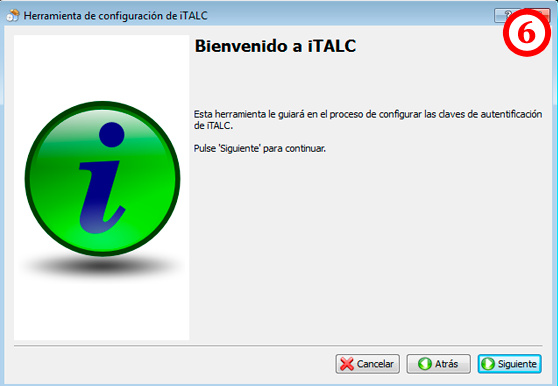 Herramienta de configuración de iTALC
6
Bienvenido a iTALC
Esta herramienta le guiará en el proceso de configurar las claves de autentificación
de iTALC.
Pulse 'Siguiente' para continuar.
i
Cancelar
Atrás
Siguiente